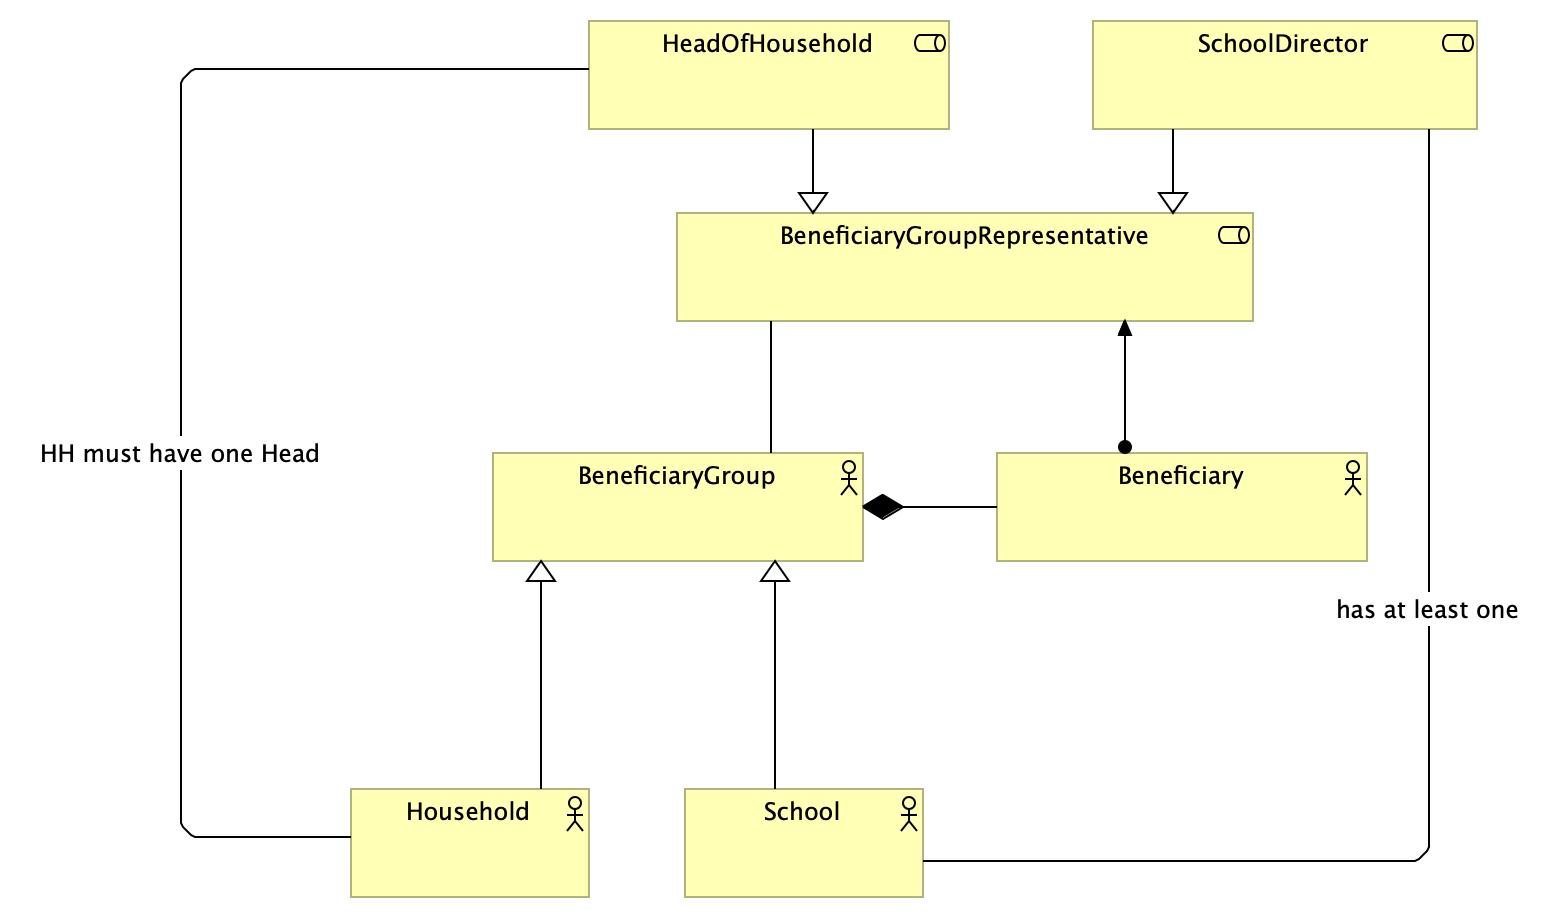 HeadOfHousehold
SchoolDirector
BeneficiaryGroupRepresentative
HH must have one Head
BeneficiaryGroup
Beneficiary
has at least one
Household
School